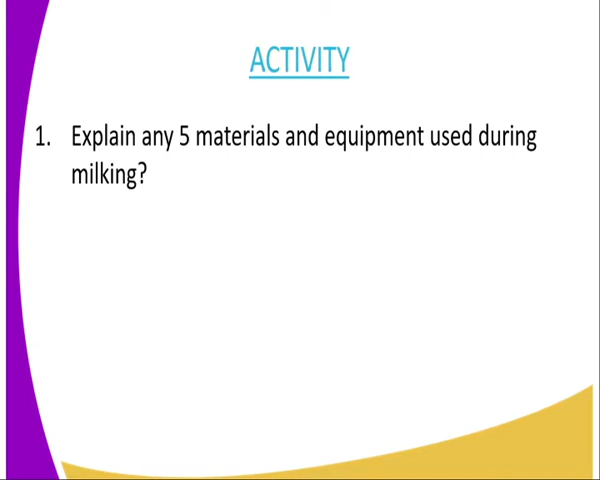 ACTIVITY
1. Explain any 5 materials and equipment used during
milking?